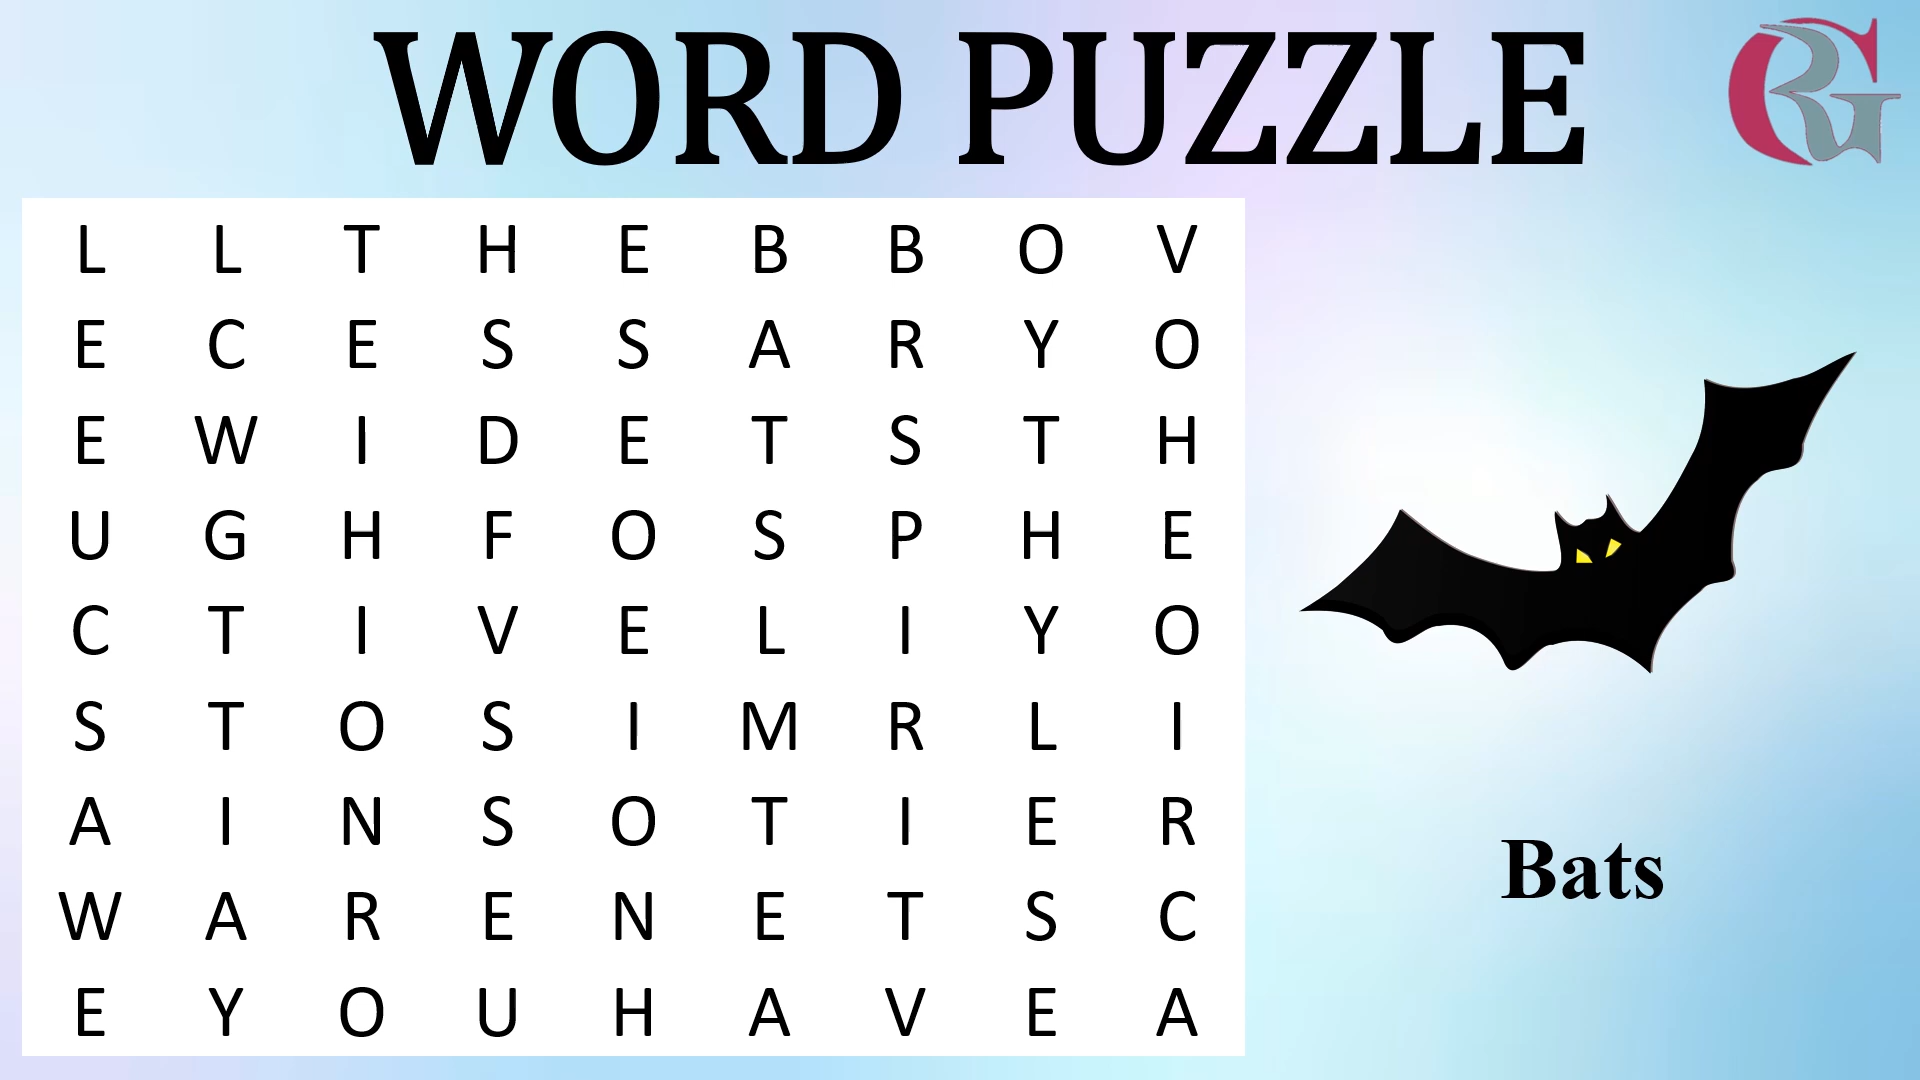 WORD PUZZLE
L L T H E B B O V
E C E S S A R Y O
E W I D E T S T H
U G H F O S P H E
C T I V E L I Y O
S T O S I M R L I
A I N S O T I E R
W A R E N E T S C
E Y O U H A V E A
Bats